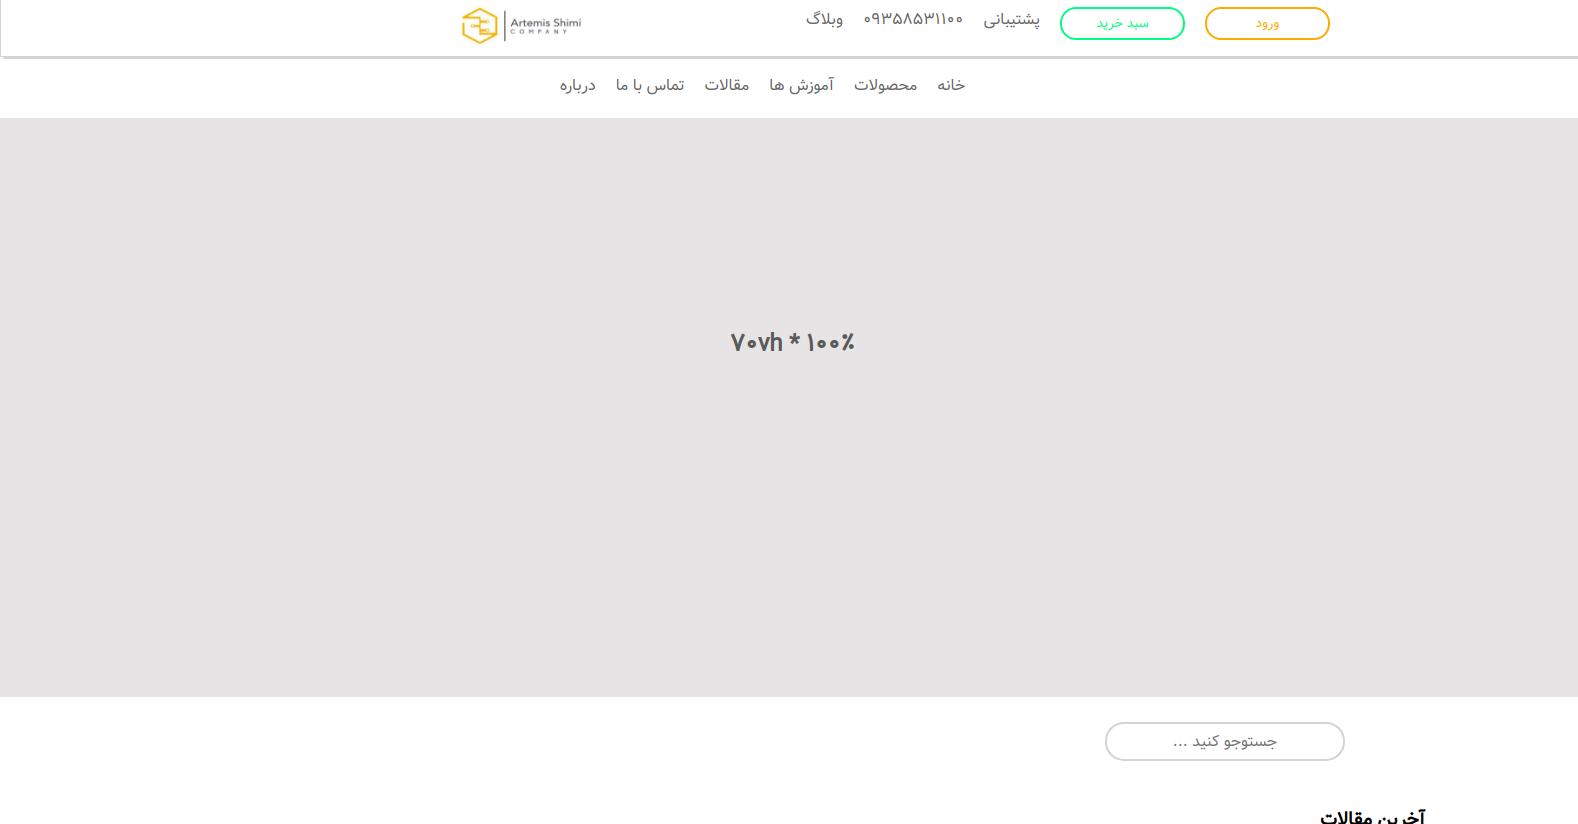 ورود سبد خرید پشتیبانی ۰۹۳۵۸۵۳۱۱۰۰ وبلاگ
Artemis Shimi
COMPANY
خانه محصولات آموزش ها مقالات تماس با ما درباره
۷۰vh * ۱۰۰٪
جستوجو کنید ...
آخرین مقالات